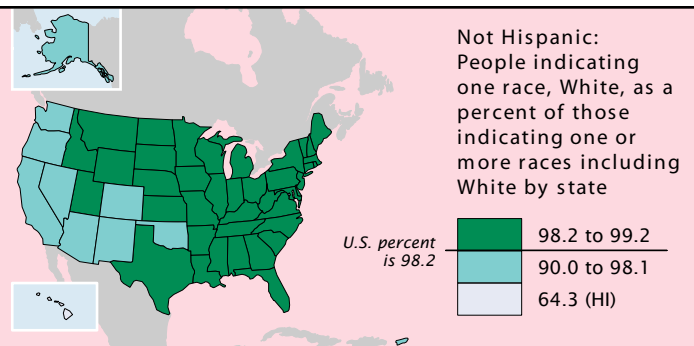 Not Hispanic:
People indicating
one race, White, as a
percent of those
indicating one or
more races including
White by state
U.S. percent
is 98.2
98.2 to 99.2
90.0 to 98.1
64.3 (HI)